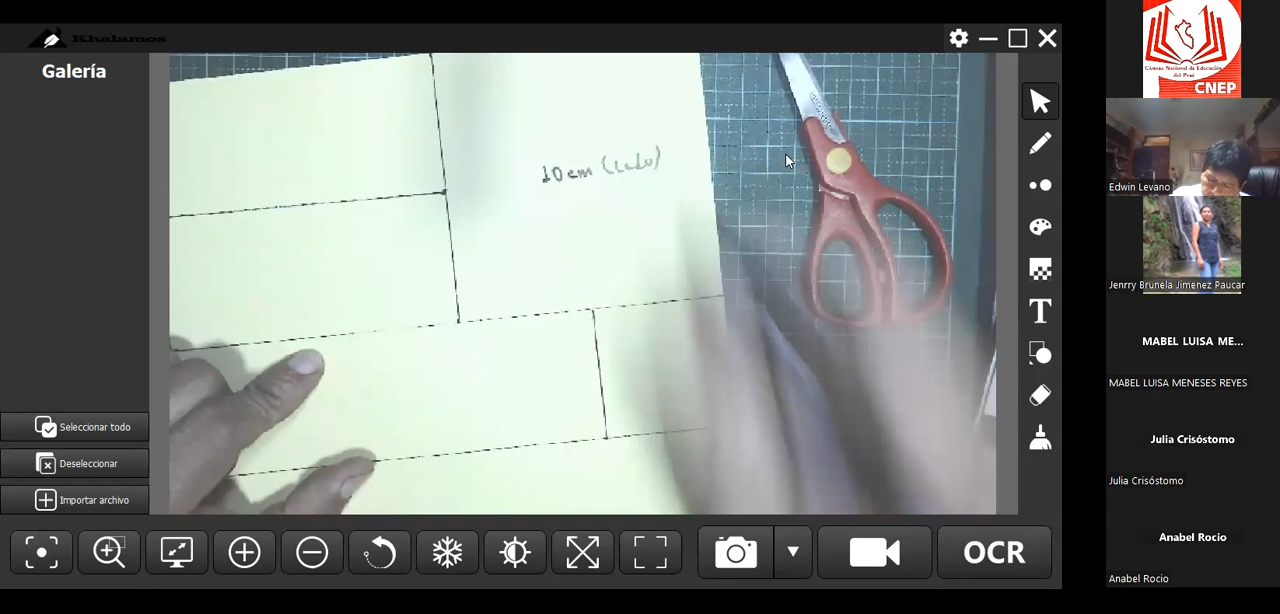 Khalamos
Galería
10 cm (Lado)
Seleccionar todo
Deseleccionar
Importar archivo
T
OCR
Cámara Nacional de Educación
del Perú
CNEP
Edwin Levano
Jenrry Brunela Jimenez Paucar
MABEL LUISA ME...
MABEL LUISA MENESES REYES
Julia Crisóstomo
Julia Crisóstomo
Anabel Rocio
Anabel Rocio